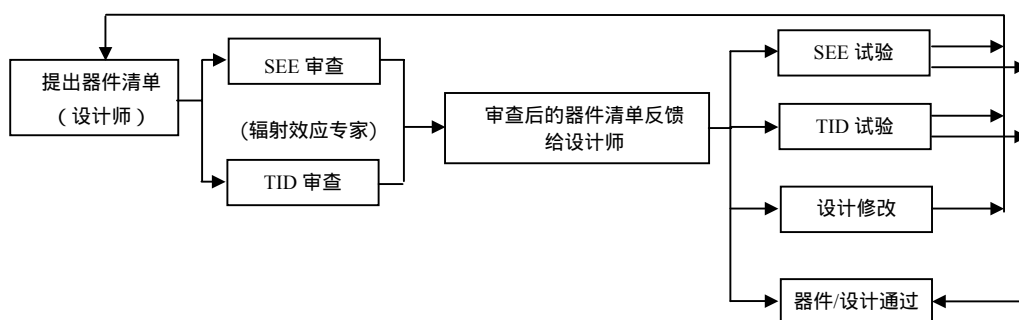 提出器件清单
（设计师）
SEE 审查
(辐射效应专家)
TID 审查
审查后的器件清单反馈
给设计师
SEE 试验
TID 试验
设计修改
器件/设计通过